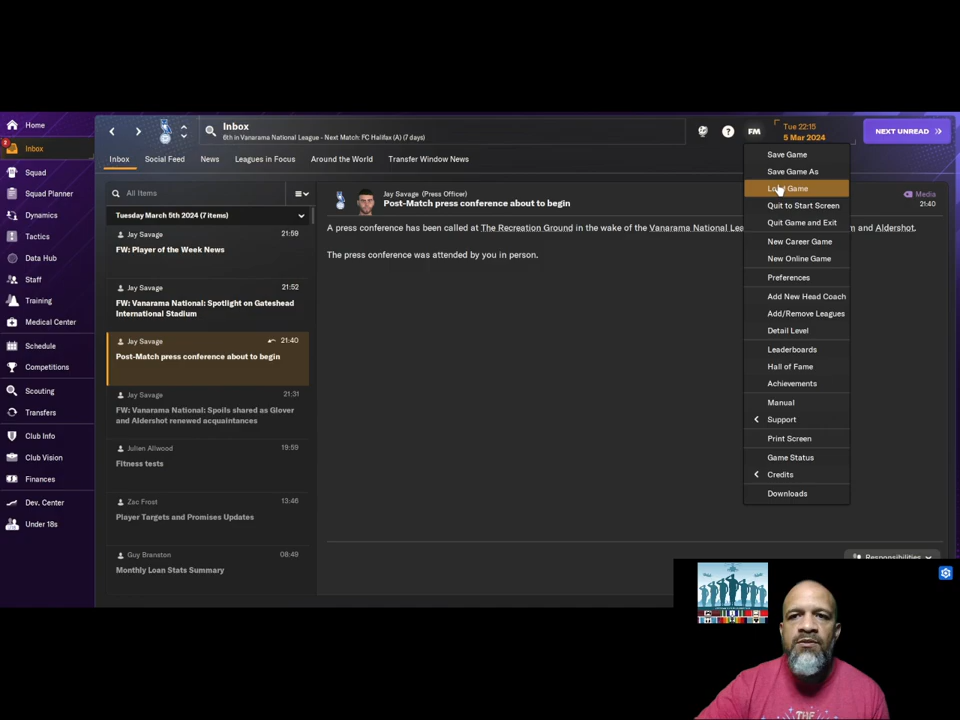 Home
Inbox
Squad
Squad Planner
Dynamics
Tactics
Data Hub
Staff
Training
Medical Center
Schedule
Competitions
Scouting
Transfers
Club Info
Club Vision
Finances
Dev. Center
Under 18s
Inbox
6th in Vanarama National League - Next Match: FC Halifax (A) (7 days)
FM
Tue 22:15
5 Mar 2024
NEXT UNREAD
Inbox
Social Feed
News
Leagues in Focus
Around the World
Transfer Window News
All Items
Tuesday March 5th 2024 (7 items)
Jay Savage
21:59
FW: Player of the Week News
Jay Savage
21:52
FW: Vanarama National: Spotlight on Gateshead
International Stadium
Jay Savage
21:40
Post-Match press conference about to begin
Jay Savage
21:31
FW: Vanarama National: Spoils shared as Glover
and Aldershot renewed acquaintances
Julien Allwood
19:59
Fitness tests
Zac Frost
13:46
Player Targets and Promises Updates
Guy Branston
08:49
Monthly Loan Stats Summary
Jay Savage (Press Officer)
Post-Match press conference about to begin
Media
21:40
A press conference has been called at The Recreation Ground in the wake of the Vanarama National and Aldershot.
The press conference was attended by you in person.
Responsibilities
Save Game
Save Game As
Load Game
Quit to Start Screen
Quit Game and Exit
New Career Game
New Online Game
Preferences
Add New Head Coach
Add/Remove Leagues
Detail Level
Leaderboards
Hall of Fame
Achievements
Manual
Support
Print Screen
Game Status
Credits
Downloads